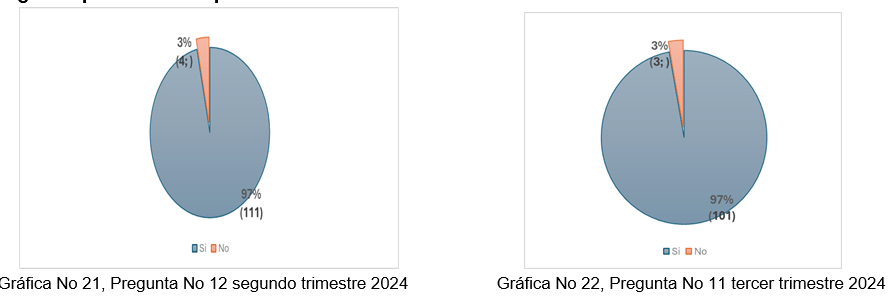 3%
(4; )
97%
(111)
Si No
Gráfica No 21, Pregunta No 12 segundo trimestre 2024
3%
(3; )
97%
(101)
Si No
Gráfica No 22, Pregunta No 11 tercer trimestre 2024